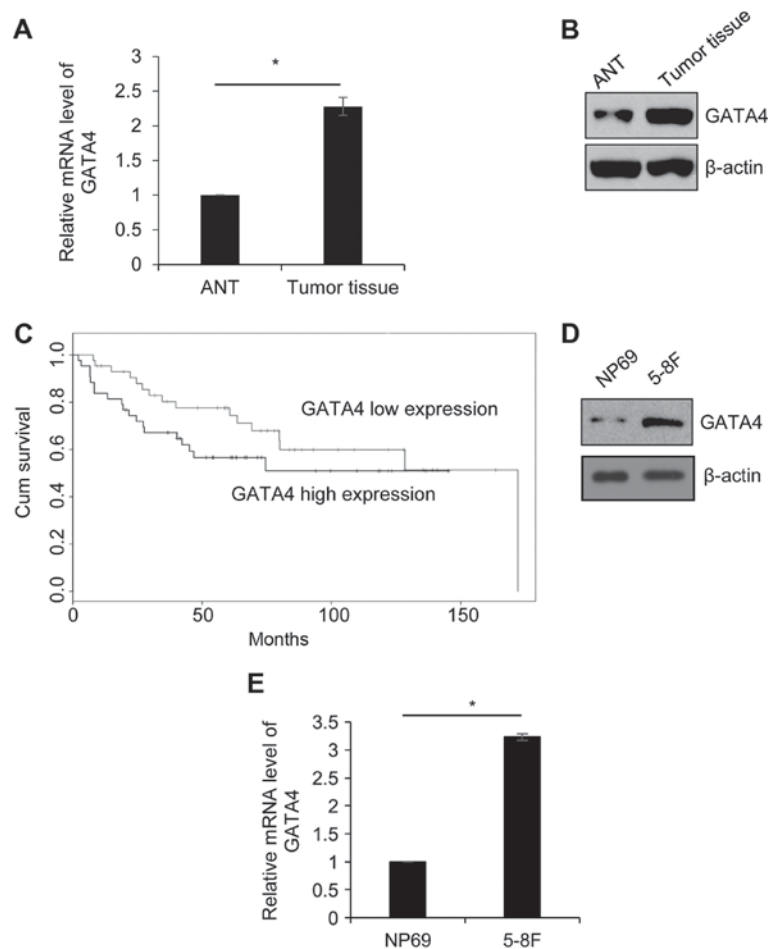 A
Relative mRNA level of
GATA4
3
2.5
2
1.5
1
0.5
0
*
ANT
Tumor tissue
B
ANT
Tumor tissue
GATA4
β-actin
C
Cum survival
1.0
0.8
0.6
0.4
0.2
0.0
GATA4 low expression
GATA4 high expression
0
50
100
150
Months
D
NP69
5-8F
GATA4
β-actin
E
Relative mRNA level of
GATA4
3.5
3
2.5
2
1.5
1
0.5
0
*
NP69
5-8F